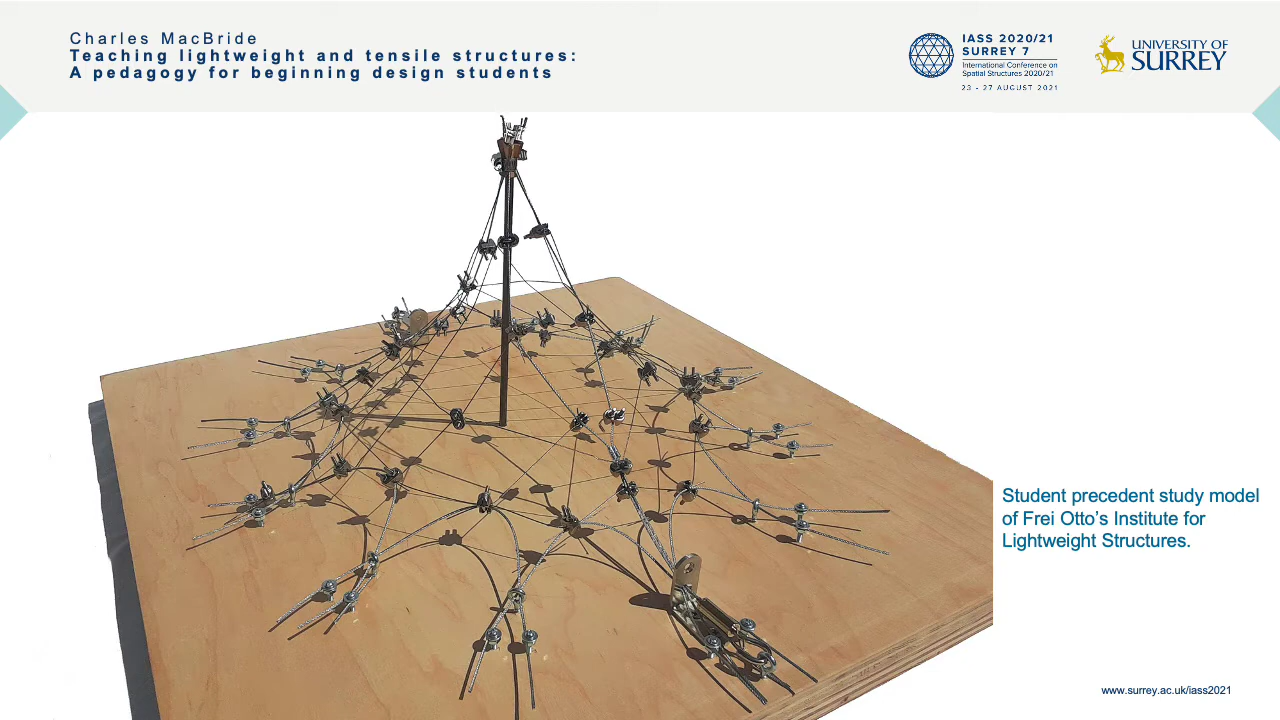 Charles MacBride
Teaching lightweight and tensile structures:
A pedagogy for beginning design students
IASS 2020/21
SURREY 7
International Conference on
Spatial Structures 2020/21
23 - 27 AUGUST 2021
UNIVERSITY OF
SURREY
Student precedent study model
of Frei Otto's Institute for
Lightweight Structures.
www.surrey.ac.uk/iass2021